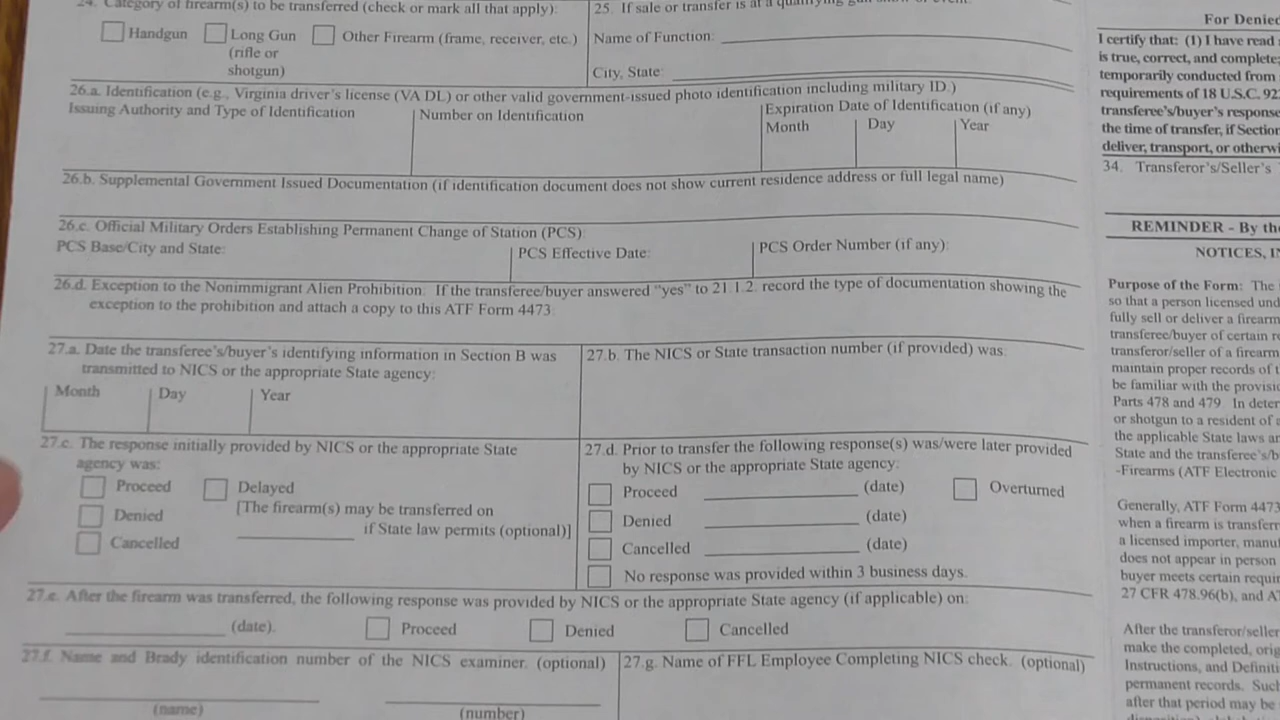 24. Category of firearm(s) to be transferred (check or mark all that apply):
Handgun
Long Gun
(rifle or
shotgun)
Other Firearm (frame, receiver, etc.)
25. If sale or transfer is at a qualifying gun show or event:
Name of Function:
City, State:
26.a. Identification (e.g., Virginia driver's license (VA DL) or other valid government-issued photo identification including military ID.)
Issuing Authority and Type of Identification
Number on Identification
Expiration Date of Identification (if any)
Month
Day
Year
26.b. Supplemental Government Issued Documentation (if identification document does not show current residence address or full legal name)
26.c. Official Military Orders Establishing Permanent Change of Station (PCS):
PCS Base/City and State:
PCS Effective Date:
PCS Order Number (if any):
26.d. Exception to the Nonimmigrant Alien Prohibition: If the transferee/buyer answered "yes" to 21.l.2. record the type of documentation showing the
exception to the prohibition and attach a copy to this ATF Form 4473:
27.a. Date the transferee's/buyer's identifying information in Section B was
transmitted to NICS or the appropriate State agency:
Month
Day
Year
27.b. The NICS or State transaction number (if provided) was:
27.c. The response initially provided by NICS or the appropriate State
agency was:
Proceed
Delayed
Denied
[The firearm(s) may be transferred on
if State law permits (optional)]
Cancelled
27.d. Prior to transfer the following response(s) was/were later provided
by NICS or the appropriate State agency:
Proceed (date)
Overturned
Denied (date)
Cancelled (date)
No response was provided within 3 business days.
27.e. After the firearm was transferred, the following response was provided by NICS or the appropriate State agency (if applicable) on:
(date).
Proceed
Denied
Cancelled
27.f. Name and Brady identification number of the NICS examiner. (optional)
(name)
(number)
27.g. Name of FFL Employee Completing NICS check. (optional)
For Denied
I certify that: (1) I have read
is true, correct, and complete;
temporarily conducted from
requirements of 18 U.S.C. 92
transferee's/buyer's response
the time of transfer, if Section
deliver, transport, or otherwi
34. Transferor's/Seller's
REMINDER - By the
NOTICES, I
Purpose of the Form: The
so that a person licensed und
fully sell or deliver a firearm
transferee/buyer of certain re
transferor/seller of a firearm
maintain proper records of t
be familiar with the provisio
Parts 478 and 479. In deter
or shotgun to a resident of a
the applicable State laws an
State and the transferee's/b
-Firearms (ATF Electronic
Generally, ATF Form 4473
when a firearm is transferr
a licensed importer, manuf
does not appear in person
buyer meets certain requir
27 CFR 478.96(b), and AT
After the transferor/seller
make the completed, orig
Instructions, and Definiti
permanent records. Such
after that period may be